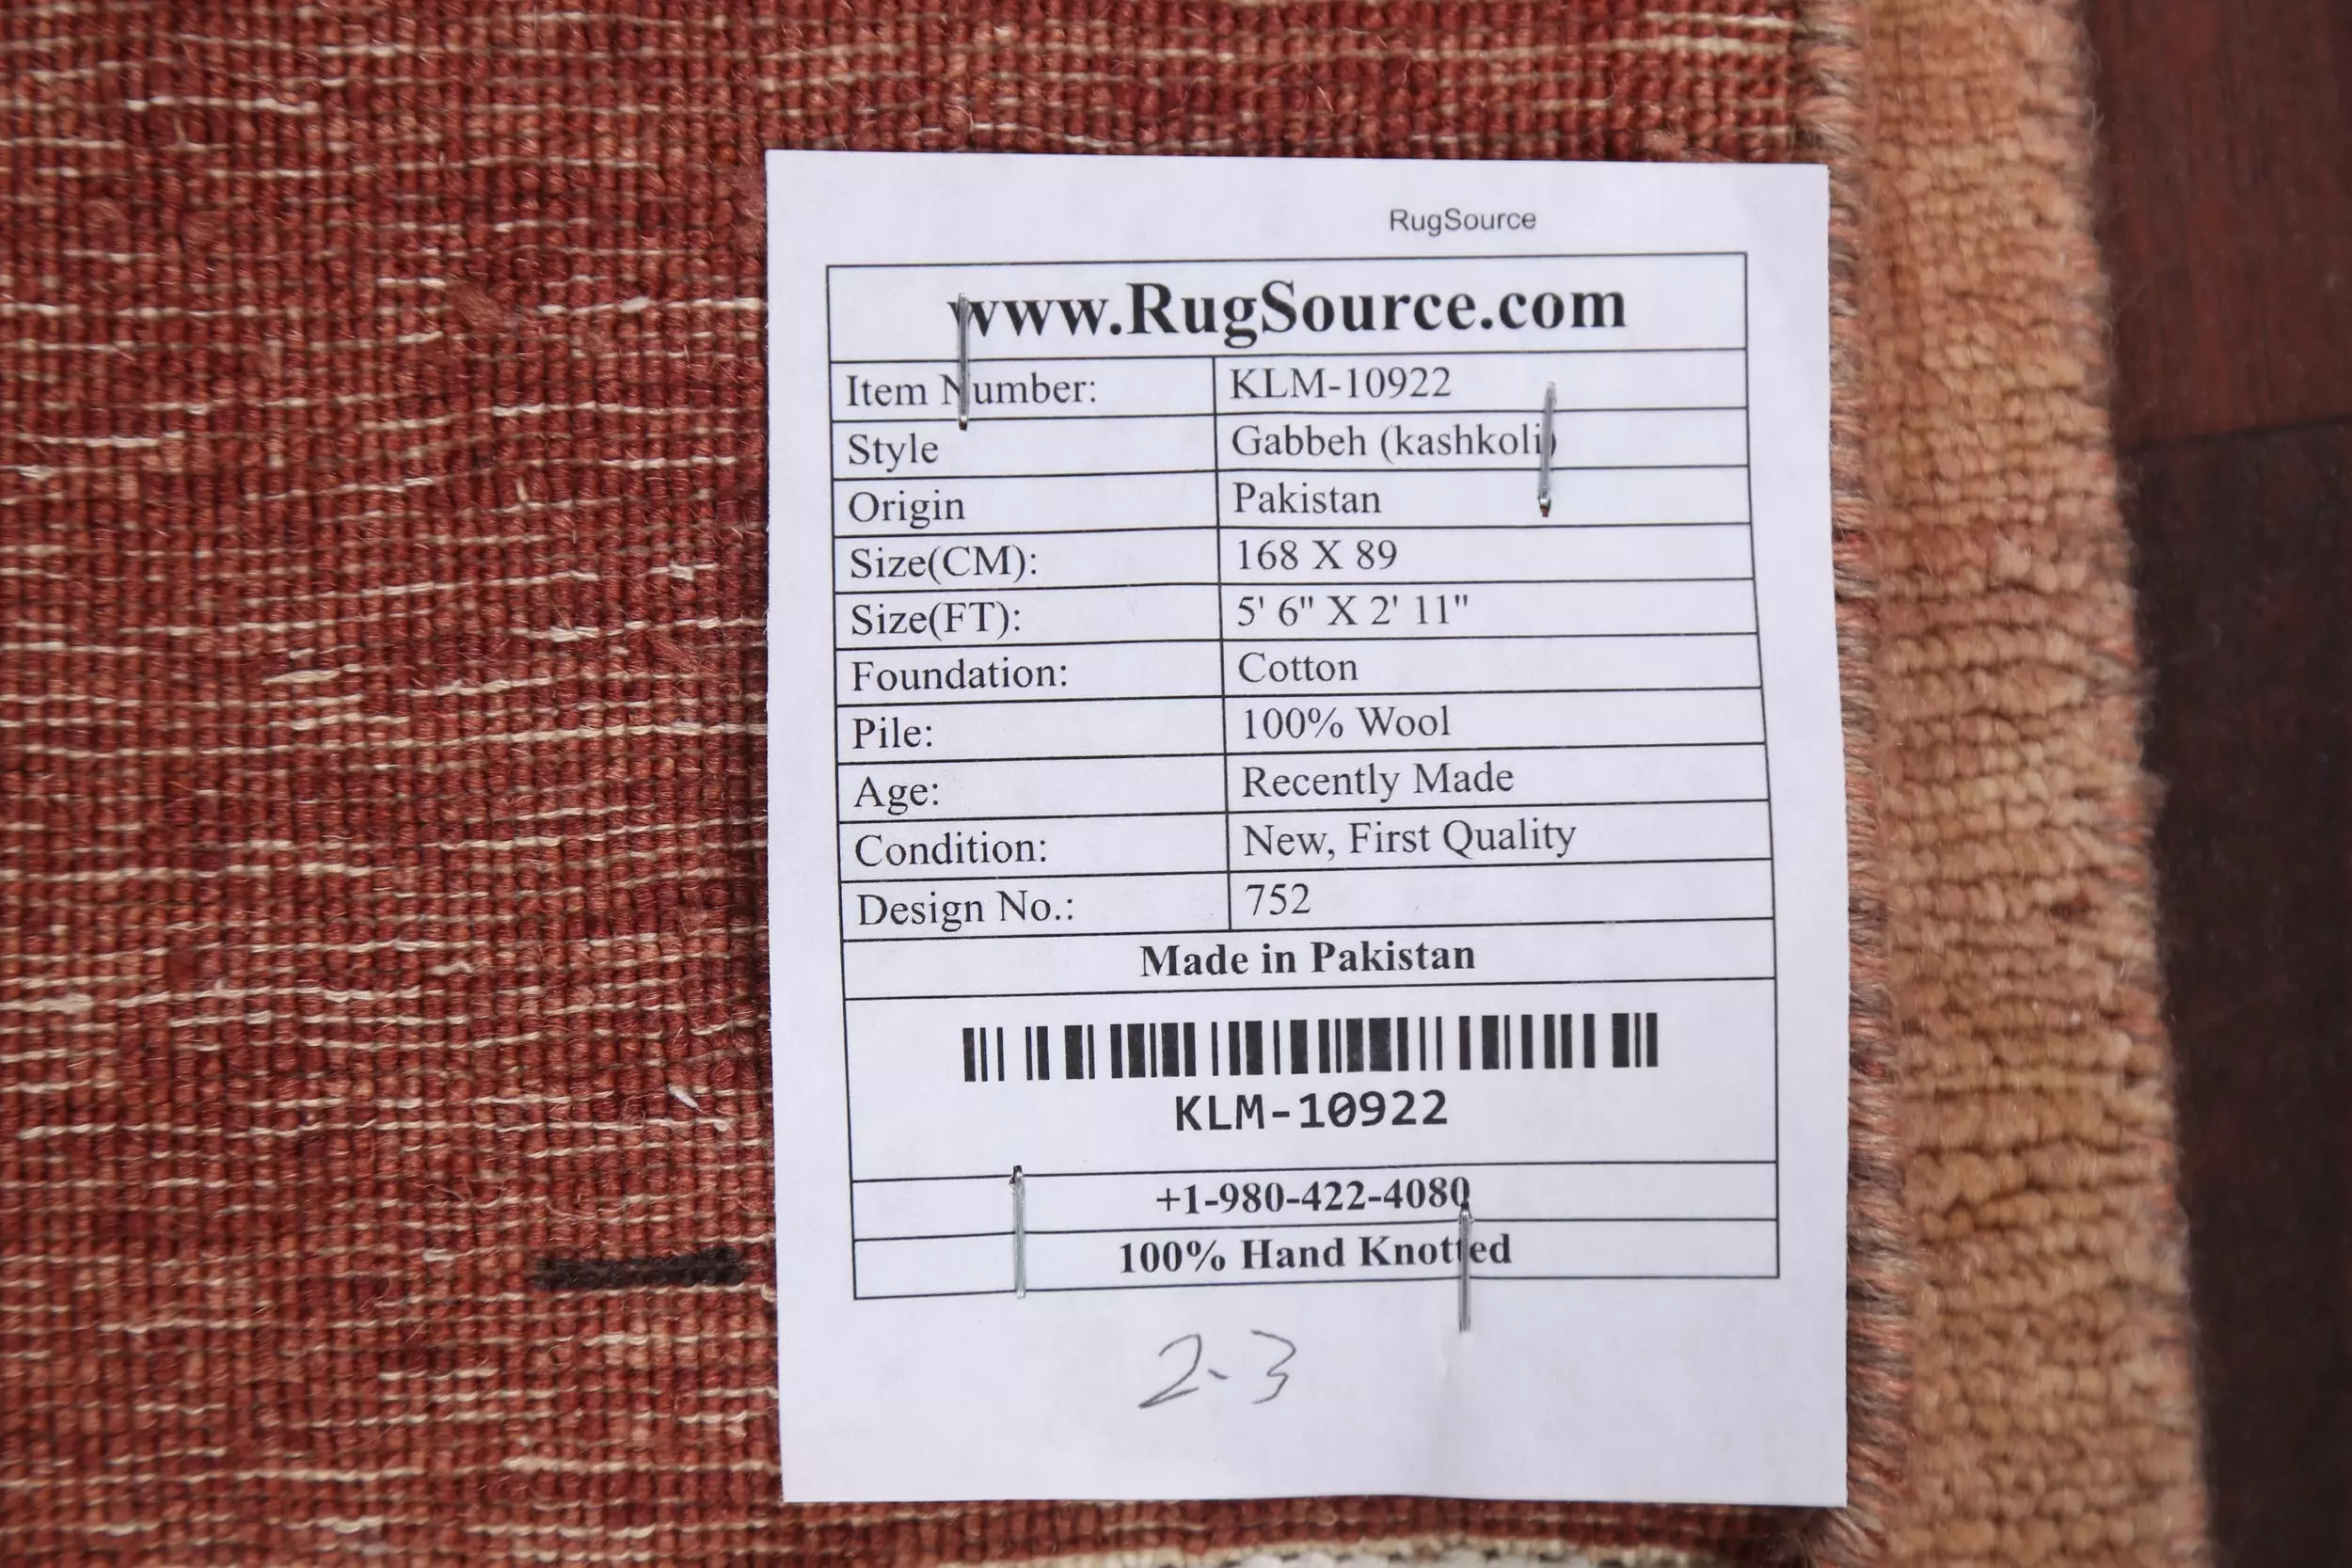 RugSource
www.RugSource.com
Item Number: KLM-10922
Style Gabbeh (kashkoli)
Origin Pakistan
Size(CM): 168 X 89
Size(FT): 5' 6" X 2' 11"
Foundation: Cotton
Pile: 100% Wool
Age: Recently Made
Condition: New, First Quality
Design No.: 752
Made in Pakistan
KLM-10922
+1-980-422-4080
100% Hand Knotted
2-3